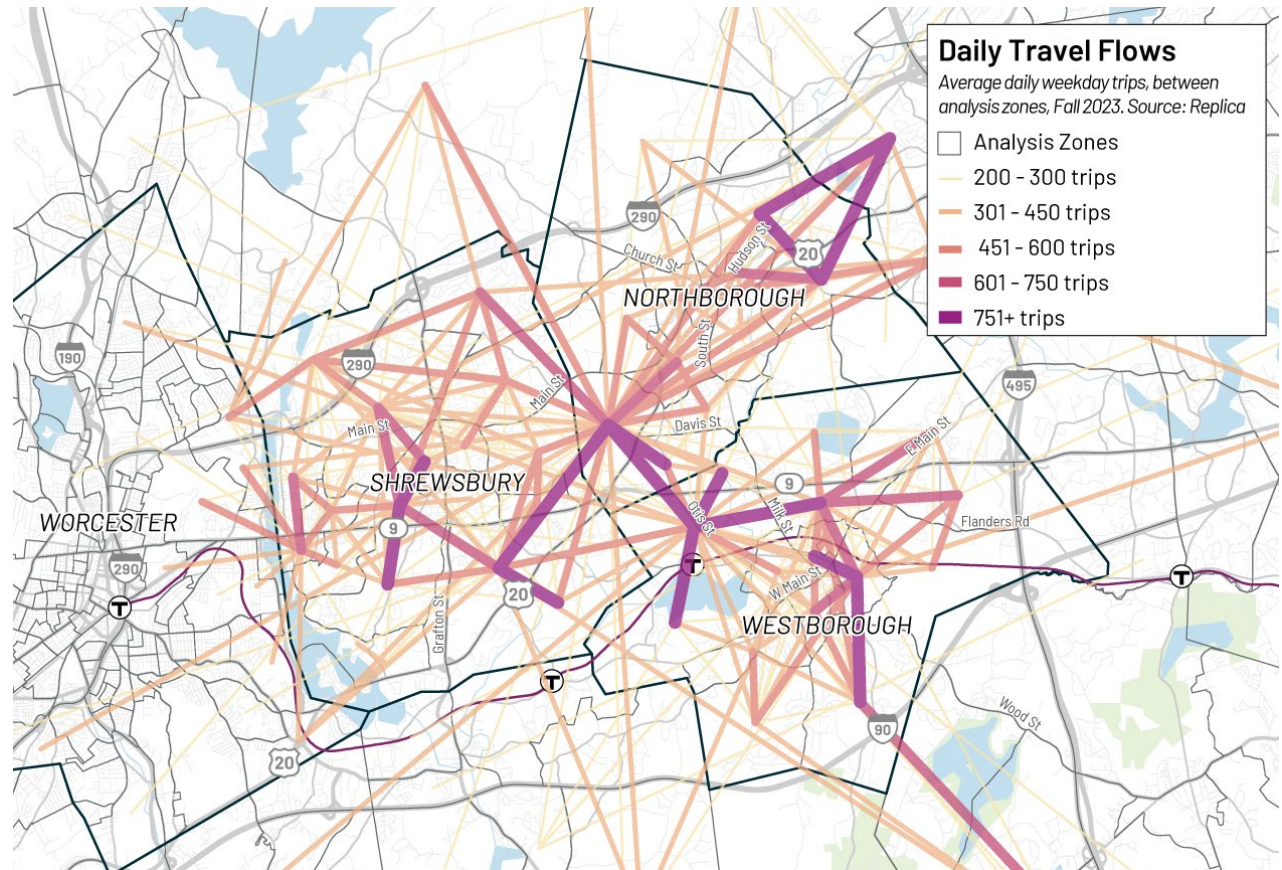 Daily Travel Flows
Average daily weekday trips, between
analysis zones, Fall 2023. Source: Replica
Analysis Zones
200 - 300 trips
301 - 450 trips
451 - 600 trips
601 - 750 trips
751+ trips
290
Church St
Hudson St
20
NORTHBOROUGH
190
290
South St
Main St
495
Main St
Davis St
E Main St
SHREWSBURY
9
WORCESTER
9
Otis St
Milk St
Flanders Rd
290
T
T
T
20
W Main St
Grafton St
WESTBOROUGH
T
Wood St
90
20